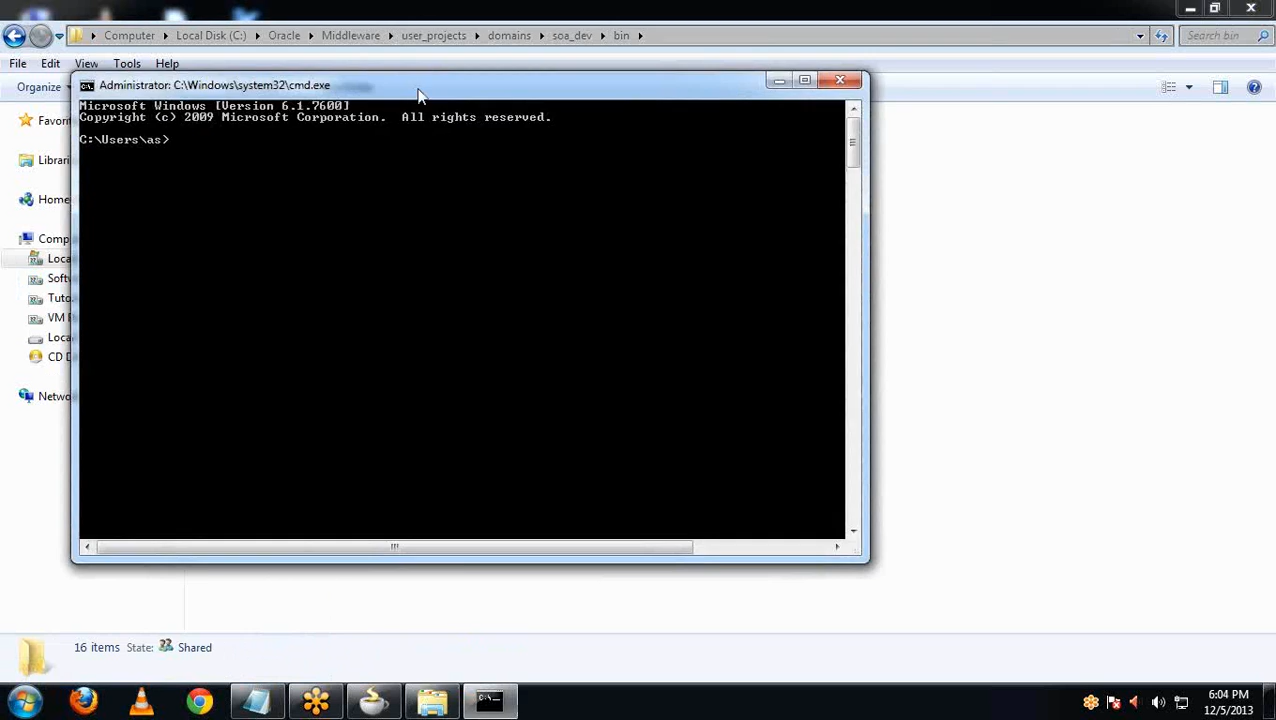 Computer Local Disk (C:) Oracle Middleware user_projects domains soa_dev bin
Search bin
File Edit View Tools Help
Organize
Administrator: C:\Windows\system32\cmd.exe
Microsoft Windows [Version 6.1.7600]
Copyright (c) 2009 Microsoft Corporation.  All rights reserved.
C:\Users\as>
Favori
Librari
Home
Comp
Loca
Softv
Tuto
VM F
Loca
CD D
Netwo
16 items State: Shared
C:\_
6:04 PM
12/5/2013